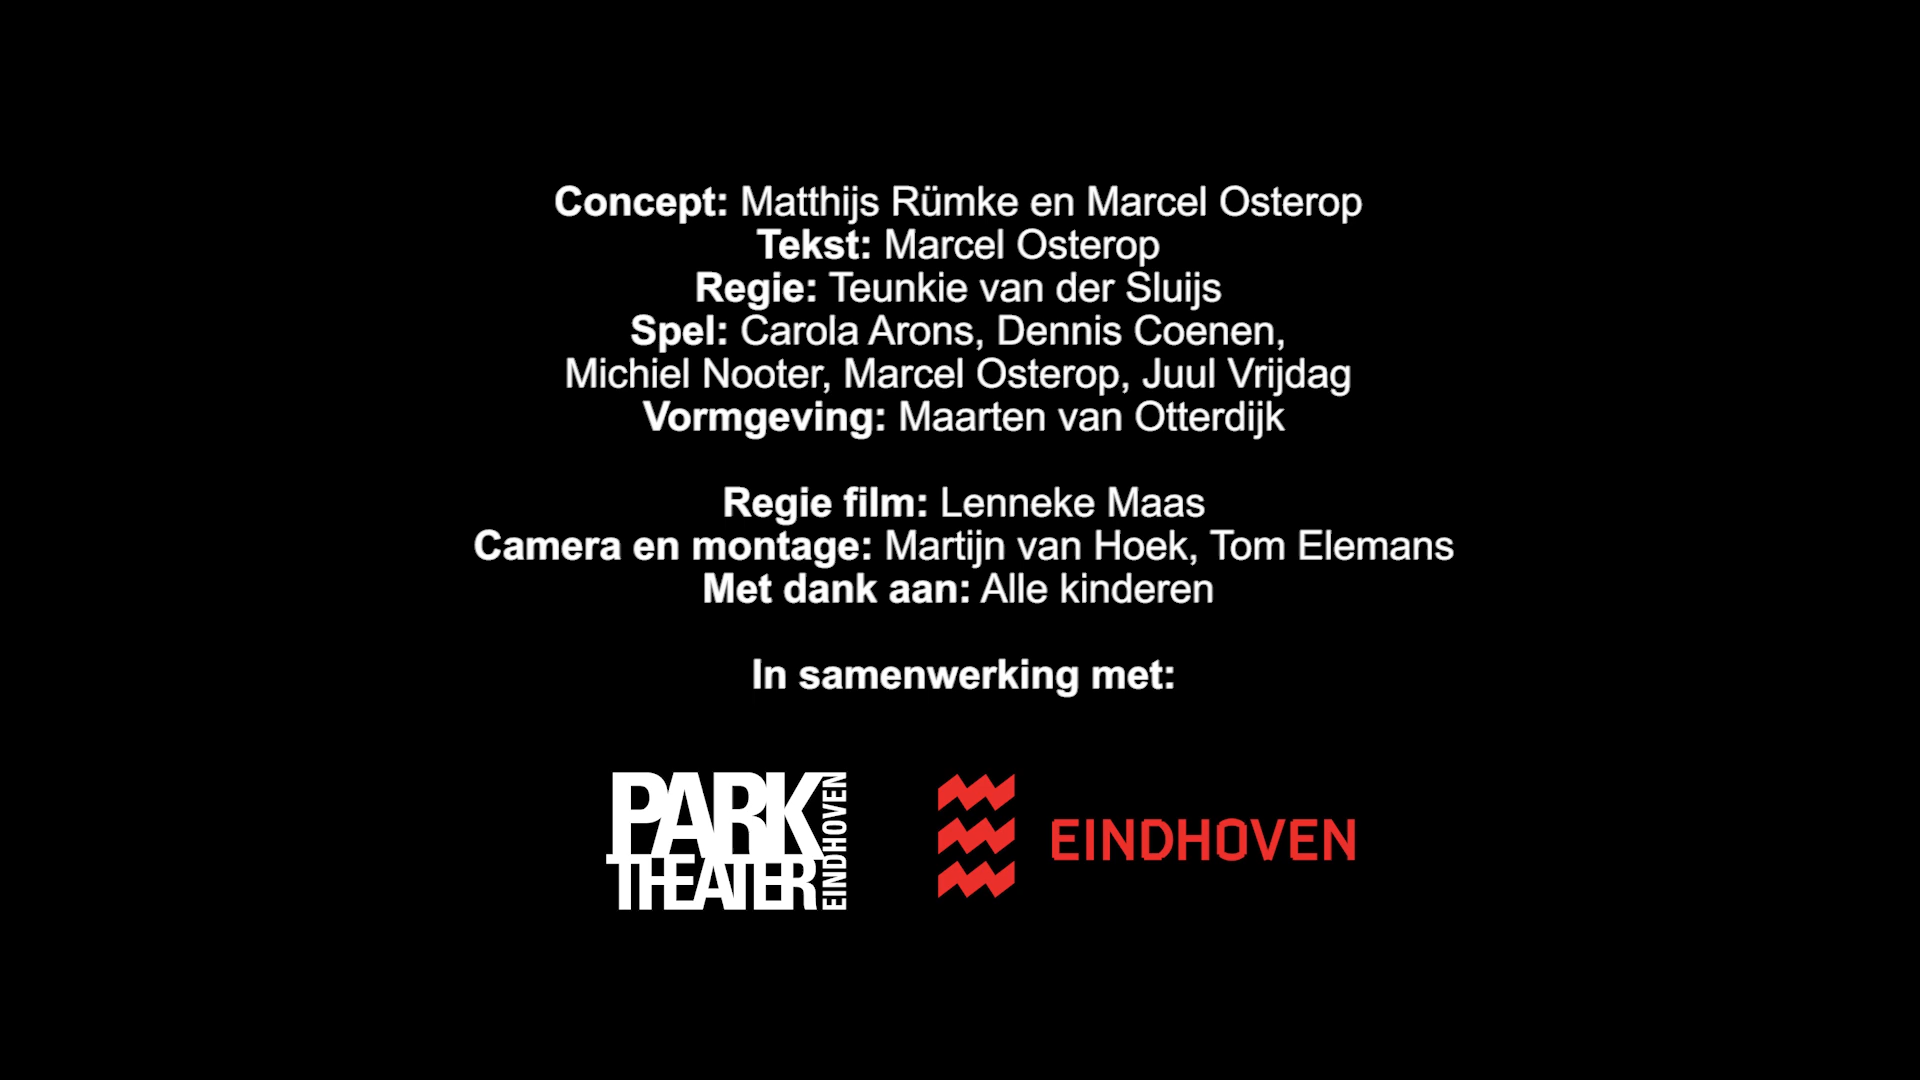 Concept: Matthijs Rümke en Marcel Osterop
Tekst: Marcel Osterop
Regie: Teunkie van der Sluijs
Spel: Carola Arons, Dennis Coenen,
Michiel Nooter, Marcel Osterop, Juul Vrijdag
Vormgeving: Maarten van Otterdijk
Regie film: Lenneke Maas
Camera en montage: Martijn van Hoek, Tom Elemans
Met dank aan: Alle kinderen
In samenwerking met:
PARK
THEATER
EINDHOVEN
EINDHOVEN